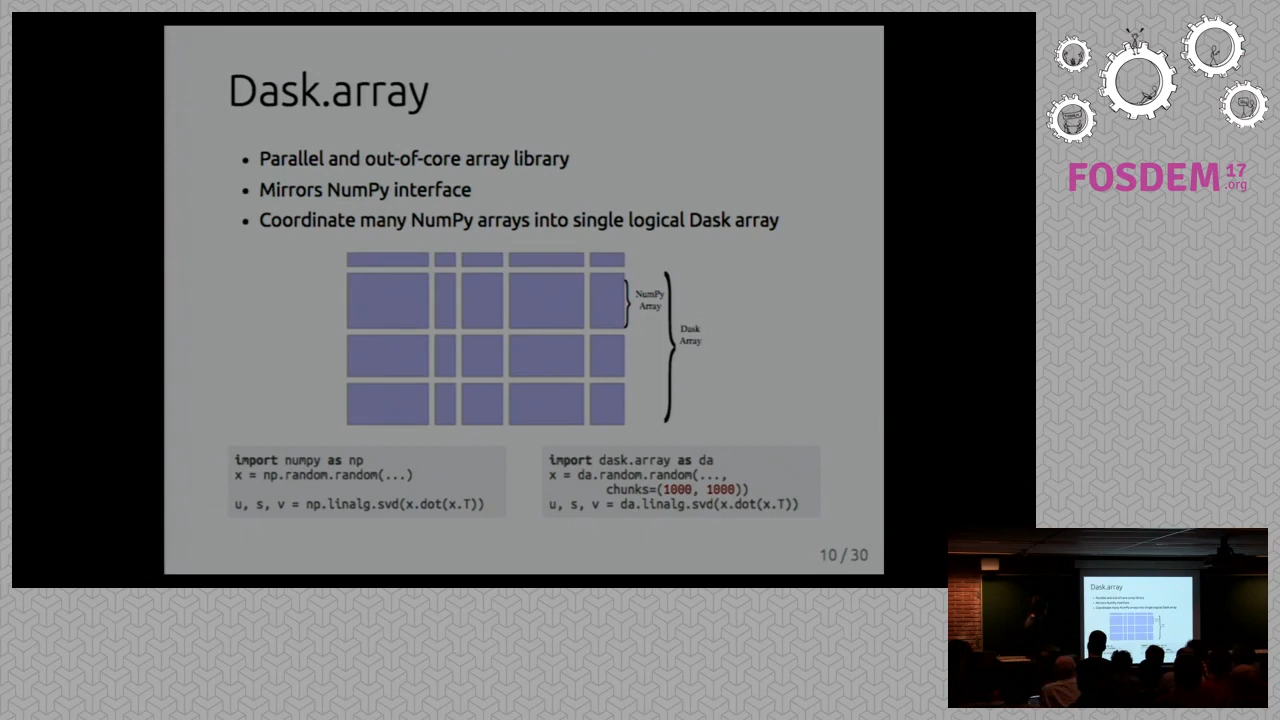 Dask.array
• Parallel and out-of-core array library
• Mirrors NumPy interface
• Coordinate many NumPy arrays into single logical Dask array
NumPy
Array
Dask
Array
import numpy as np
x = np.random.random(...)
u, s, v = np.linalg.svd(x.dot(x.T))
import dask.array as da
x = da.random.random(...,
chunks=(1000, 1000))
u, s, v = da.linalg.svd(x.dot(x.T))
10 / 30
FOSDEM 17
.org
Dask.array